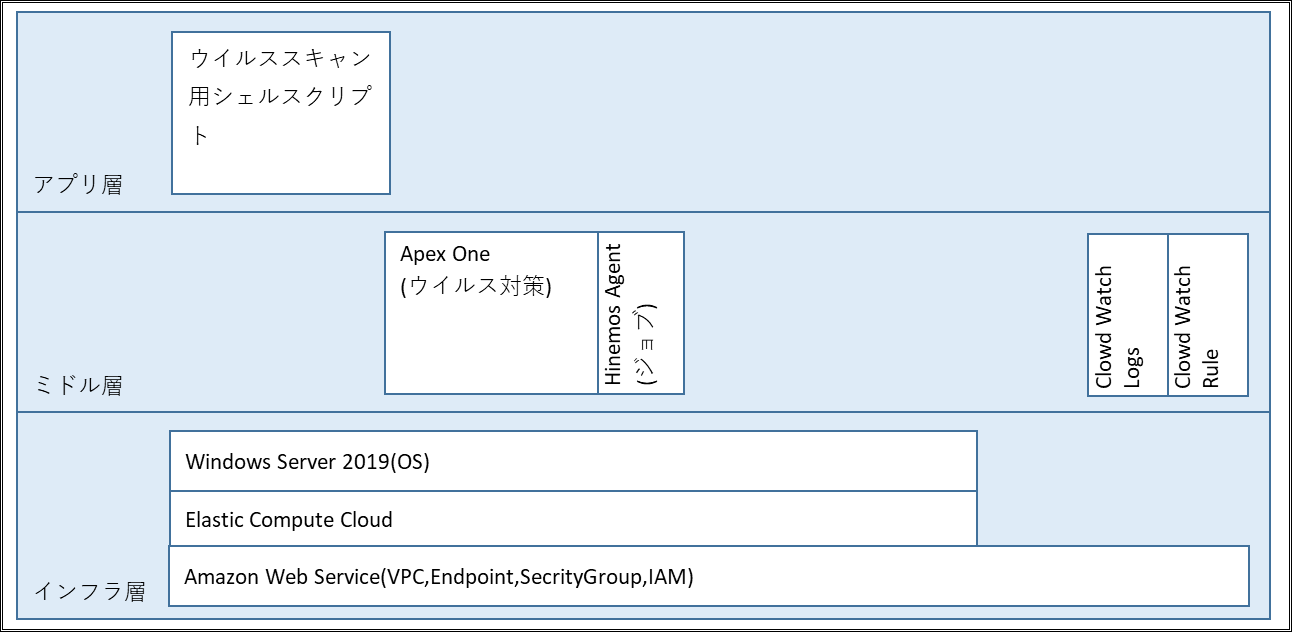 ウイルススキャン
用シェルスクリプ
ト
アプリ層
Apex One
(ウイルス対策)
Hinemos Agent
(ジョブ)
Clowd Watch
Logs
Clowd Watch
Rule
ミドル層
Windows Server 2019(OS)
Elastic Compute Cloud
Amazon Web Service(VPC,Endpoint,SecrityGroup,IAM)
インフラ層